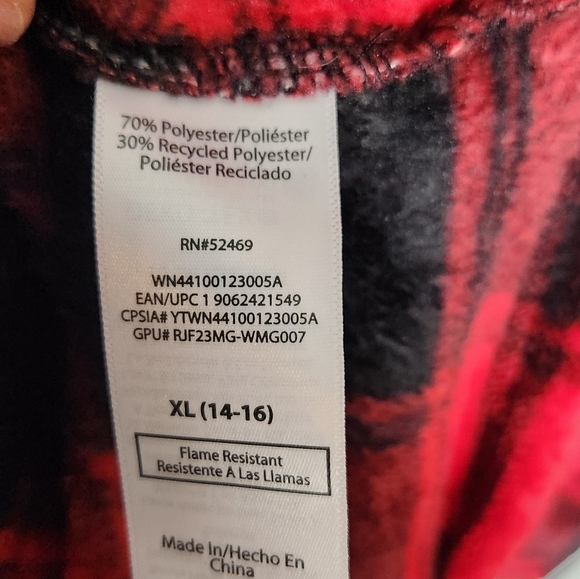 70% Polyester/Poliéster
30% Recycled Polyester/
Poliéster Reciclado
RN#52469
WN44100123005A
EAN/UPC 1 9062421549
CPSIA# YTWN44100123005A
GPU# RJF23MG-WMG007
XL (14-16)
Flame Resistant
Resistente A Las Llamas
Made In/Hecho En
China